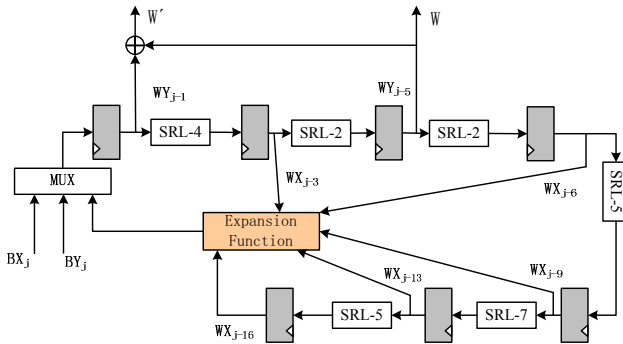 W´
W
WY_{j-1}
WY_{j-5}
SRL-4
SRL-2
SRL-2
MUX
WX_{j-3}
WX_{j-6}
SRL-5
Expansion
Function
BX_j
BY_j
WX_{j-13}
WX_{j-9}
WX_{j-16}
SRL-5
SRL-7